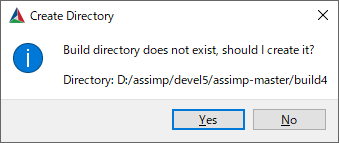 Create Directory
Build directory does not exist, should I create it?
Directory: D:/assimp/devel5/assimp-master/build4
Yes
No